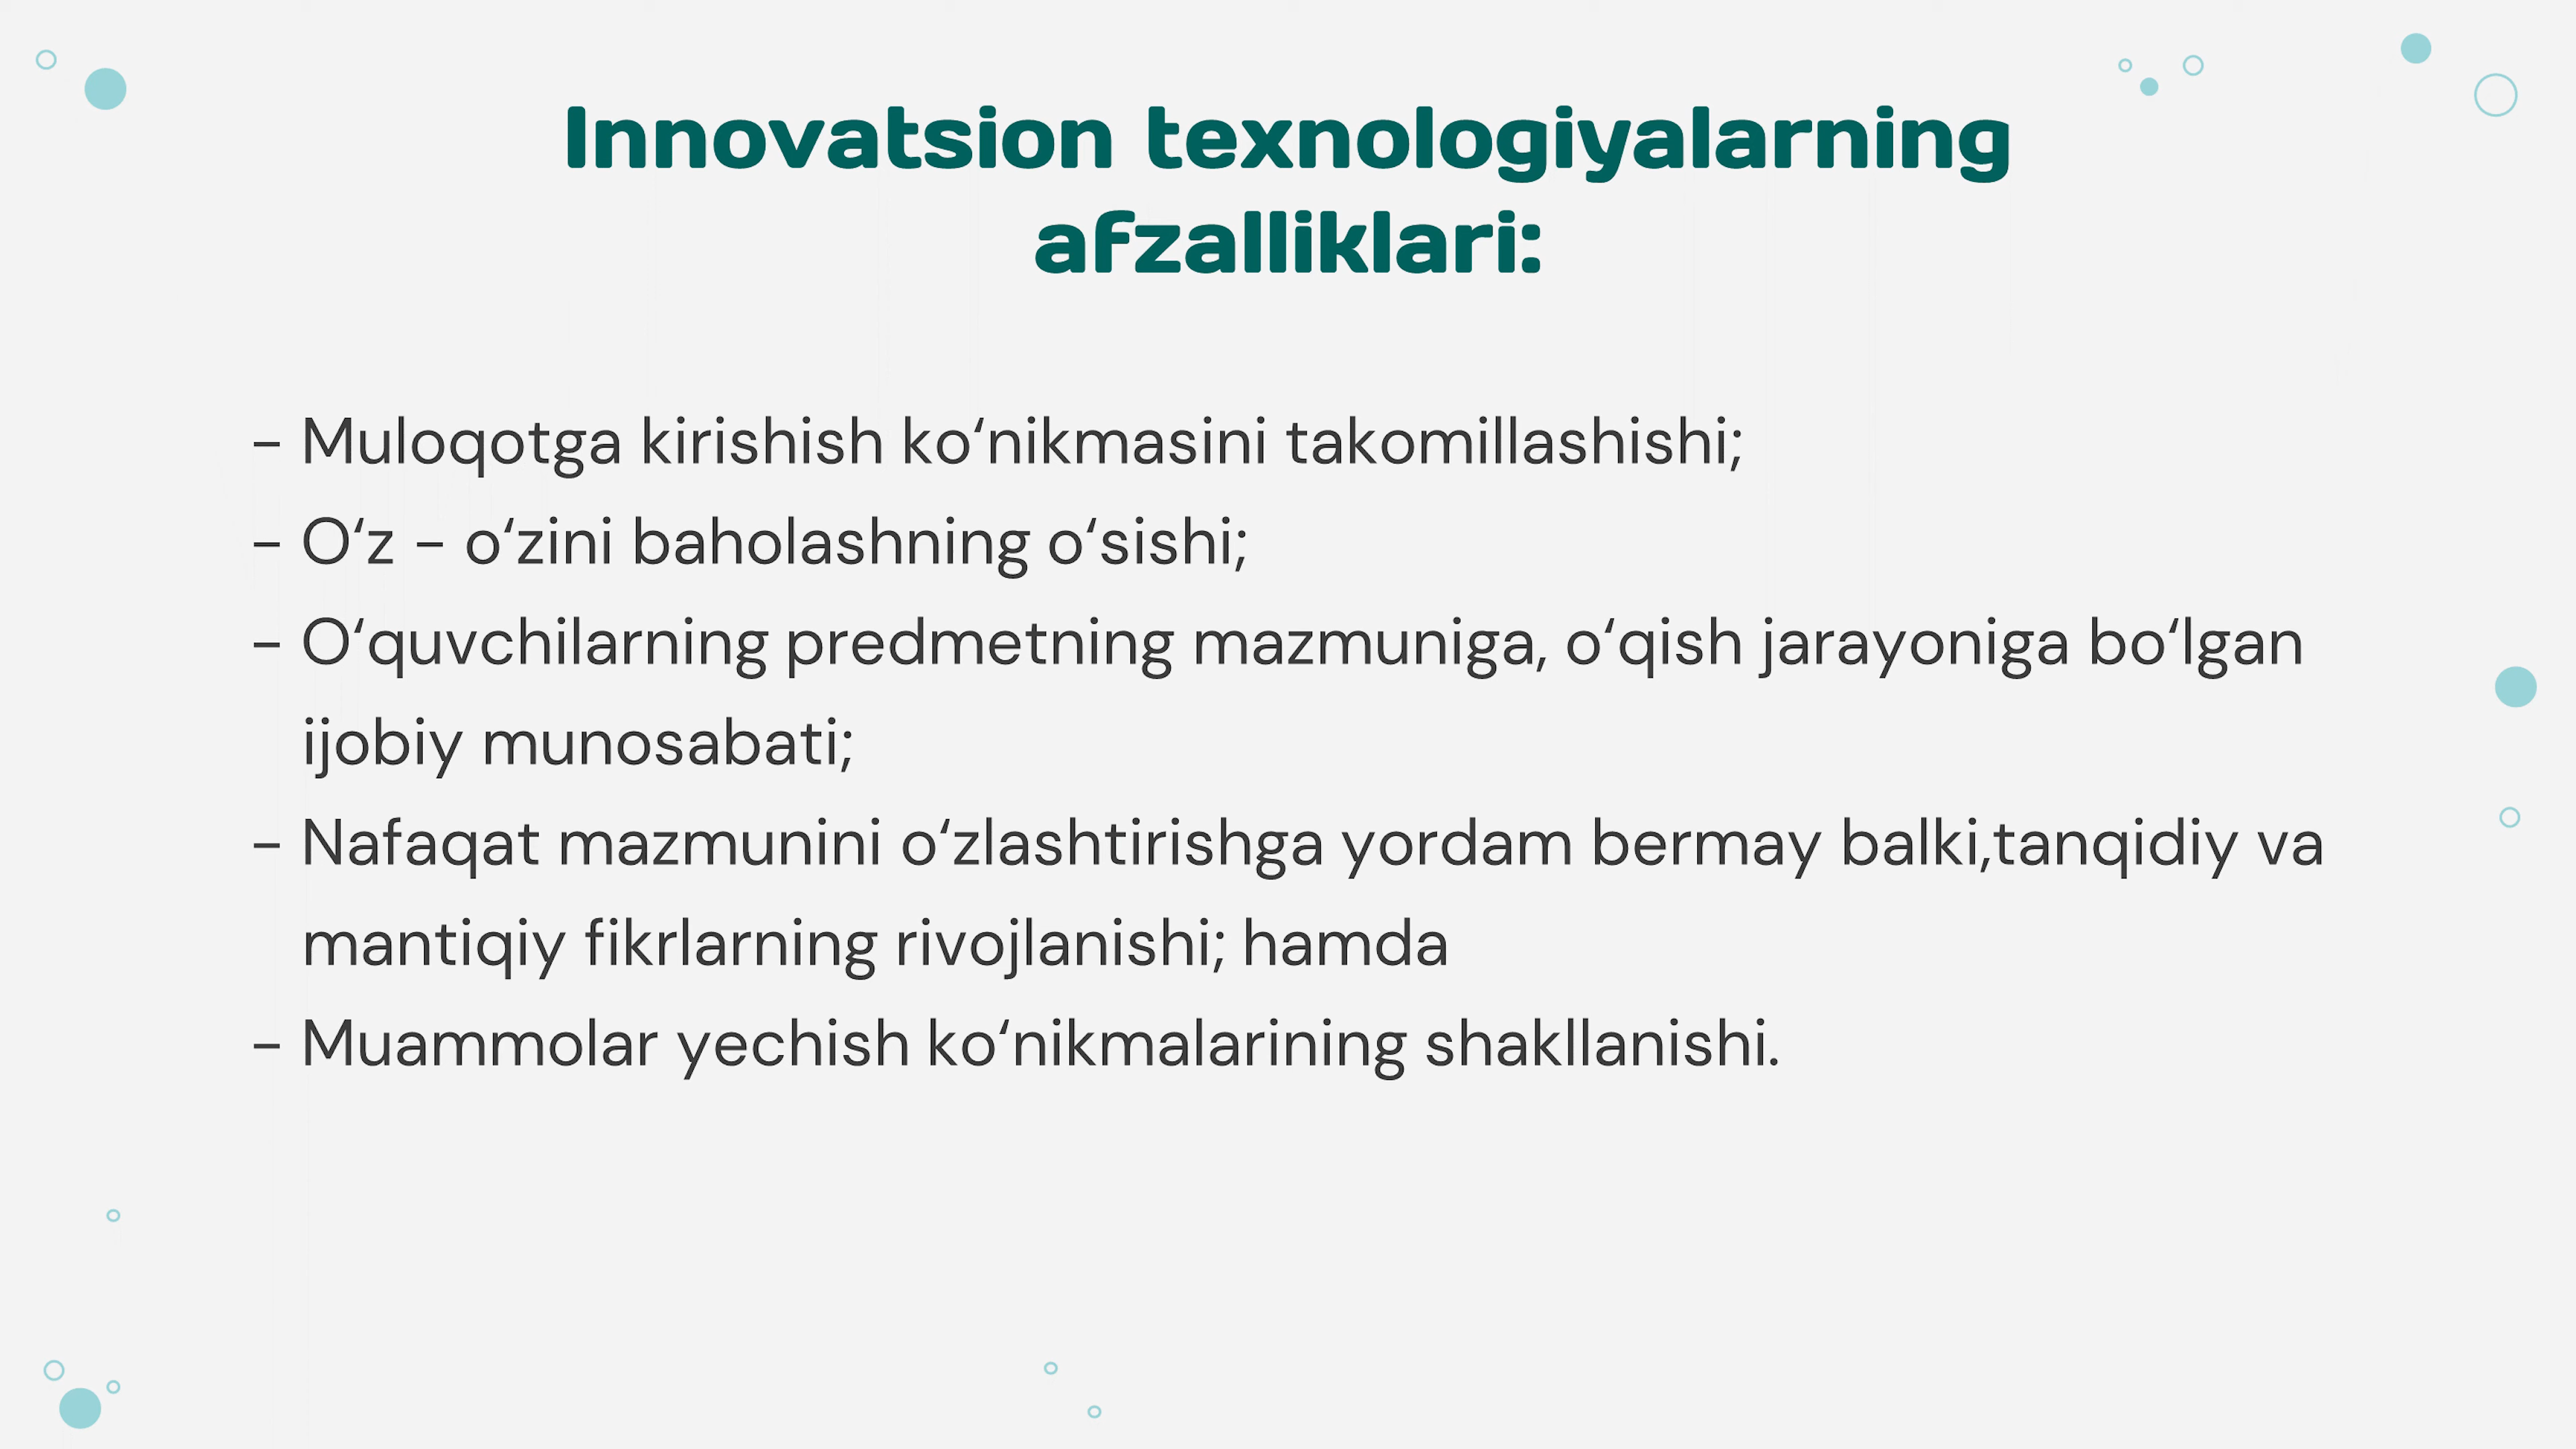 Innovatsion texnologiyalarning
afzalliklari:
- Muloqotga kirishish ko‘nikmasini takomillashishi;
- O‘z - o‘zini baholashning o‘sishi;
- O‘quvchilarning predmetning mazmuniga, o‘qish jarayoniga bo‘lgan
ijobiy munosabati;
- Nafaqat mazmunini o‘zlashtirishga yordam bermay balki,tanqidiy va
mantiqiy fikrlarning rivojlanishi; hamda
- Muammolar yechish ko‘nikmalarining shakllanishi.